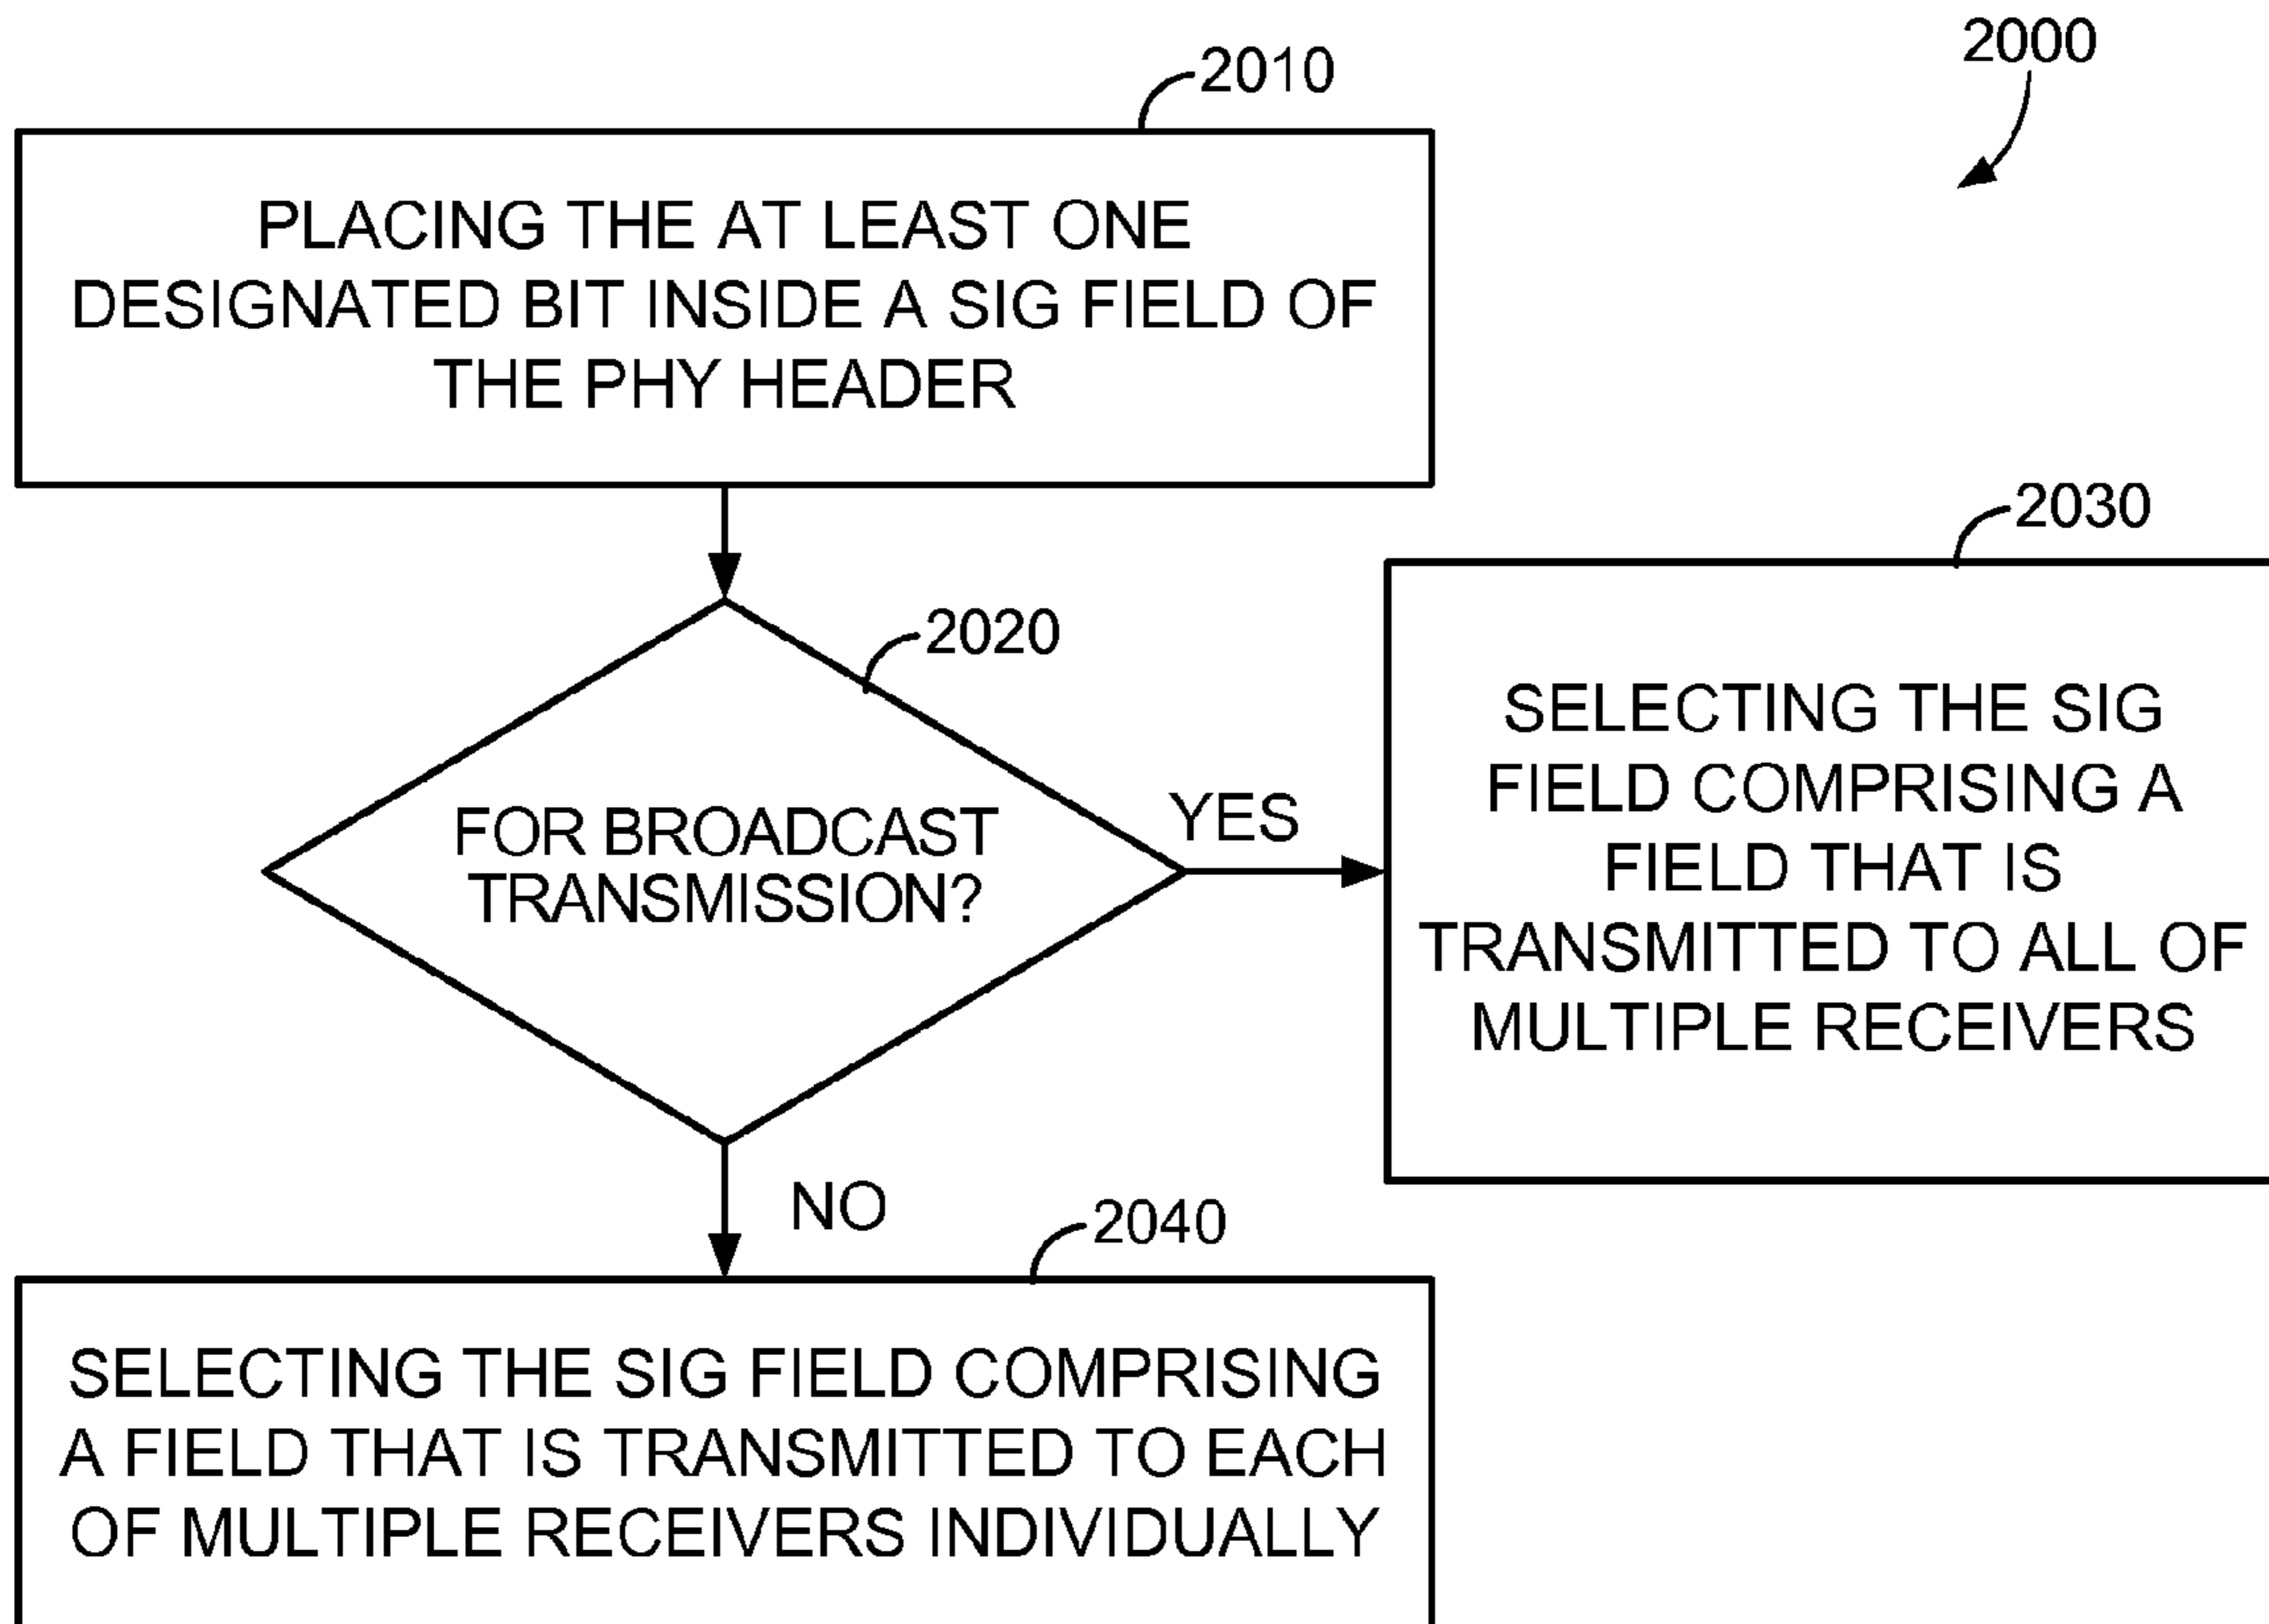 2000
2010
PLACING THE AT LEAST ONE
DESIGNATED BIT INSIDE A SIG FIELD OF
THE PHY HEADER
2020
FOR BROADCAST
TRANSMISSION?
YES
2030
SELECTING THE SIG
FIELD COMPRISING A
FIELD THAT IS
TRANSMITTED TO ALL OF
MULTIPLE RECEIVERS
NO
2040
SELECTING THE SIG FIELD COMPRISING
A FIELD THAT IS TRANSMITTED TO EACH
OF MULTIPLE RECEIVERS INDIVIDUALLY